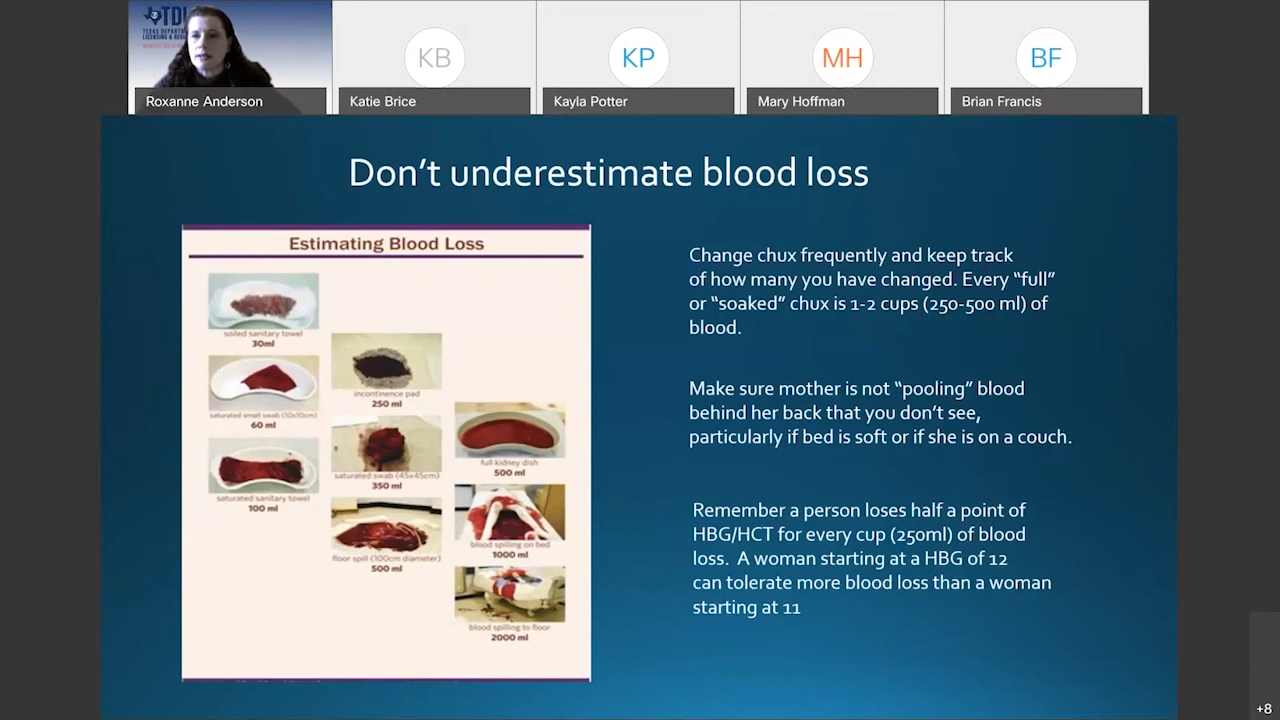 TDL
TEXAS DEPART
LICENSING & REGU
KB
KP
MH
BF
Roxanne Anderson
Katie Brice
Kayla Potter
Mary Hoffman
Brian Francis
Don't underestimate blood loss
Estimating Blood Loss
soiled sanitary towel
30ml
saturated small swab (10x10cm)
60 ml
saturated sanitary towel
100 ml
incontinence pad
250 ml
saturated swab (45x45cm)
350 ml
floor spill (100cm diameter)
500 ml
full kidney dish
500 ml
blood spilling on bed
1000 ml
blood spilling to floor
2000 ml
Change chux frequently and keep track
of how many you have changed. Every “full”
or “soaked” chux is 1-2 cups (250-500 ml) of
blood.
Make sure mother is not “pooling” blood
behind her back that you don't see,
particularly if bed is soft or if she is on a couch.
Remember a person loses half a point of
HBG/HCT for every cup (250ml) of blood
loss. A woman starting at a HBG of 12
can tolerate more blood loss than a woman
starting at 11
+8